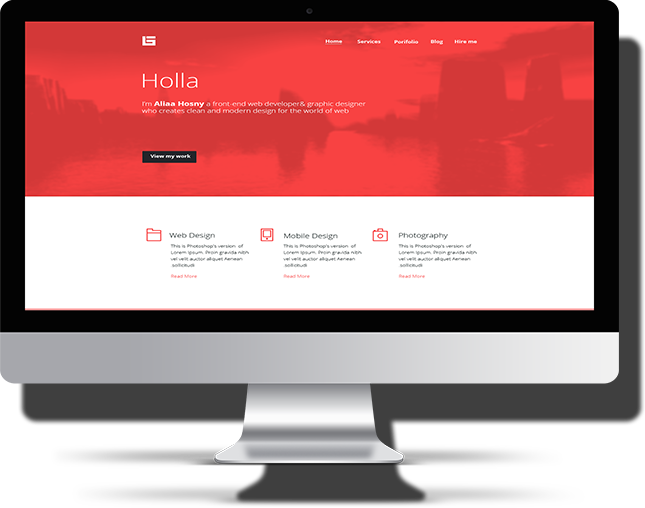 Home Services Porifolio Blog Hire me
Holla
I'm Aliaa Hosny a front-end web developer& graphic designer
who creates clean and modern design for the world of web
View my work
Web Design
This is Photoshop's version of
Lorem Ipsum. Proin gravida nibh
vel velit auctor aliquet Aenean
sollicitudi
Read More
Mobile Design
This is Photoshop's version of
Lorem Ipsum. Proin gravida nibh
vel velit auctor aliquet Aenean
sollicitudi
Read More
Photography
This is Photoshop's version of
Lorem Ipsum. Proin gravida nibh
vel velit auctor aliquet Aenean
sollicitudi
Read More